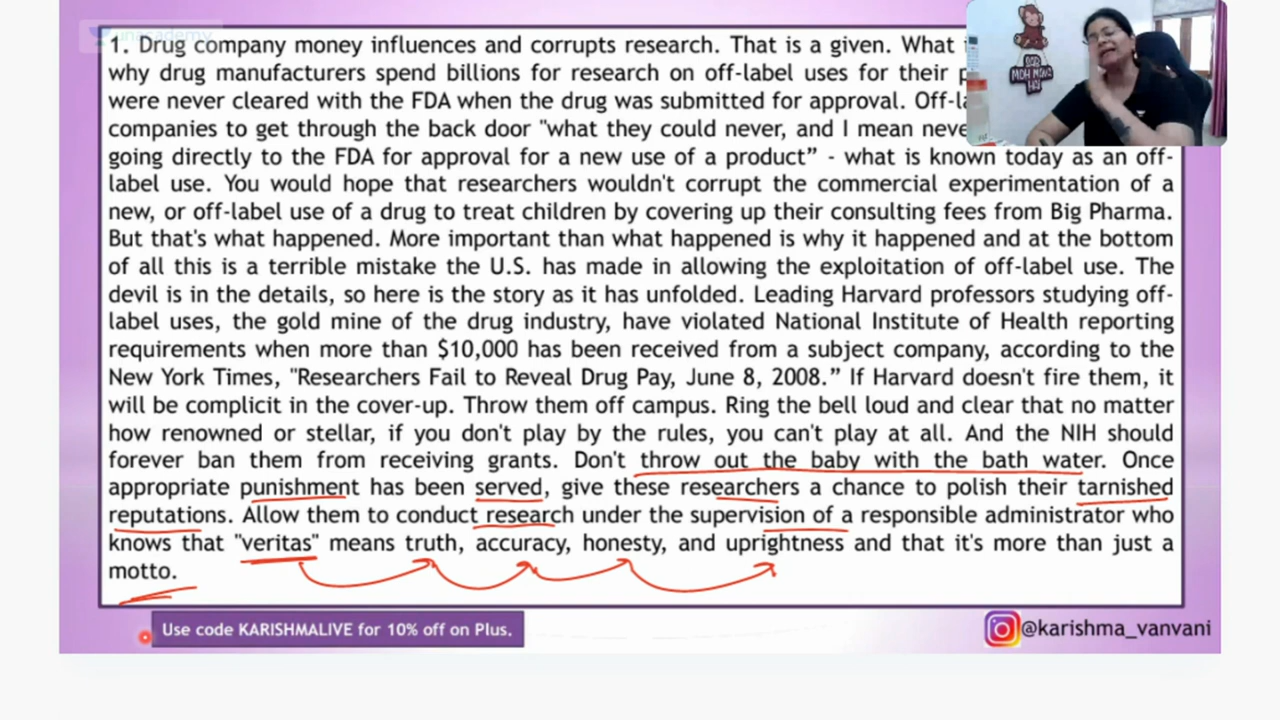 unacademy
1. Drug company money influences and corrupts research. That is a given. What
why drug manufacturers spend billions for research on off-label uses for their
were never cleared with the FDA when the drug was submitted for approval.
companies to get through the back door "what they could never, and I mean
going directly to the FDA for approval for a new use of a product” - what is known today as an off-
label use. You would hope that researchers wouldn't corrupt the commercial experimentation of a
new, or off-label use of a drug to treat children by covering up their consulting fees from Big Pharma.
But that's what happened. More important than what happened is why it happened and at the bottom
of all this is a terrible mistake the U.S. has made in allowing the exploitation of off-label use. The
devil is in the details, so here is the story as it has unfolded. Leading Harvard professors studying off-
label uses, the gold mine of the drug industry, have violated National Institute of Health reporting
requirements when more than $10,000 has been received from a subject company, according to the
New York Times, "Researchers Fail to Reveal Drug Pay, June 8, 2008.” If Harvard doesn't fire them, it
will be complicit in the cover-up. Throw them off campus. Ring the bell loud and clear that no matter
how renowned or stellar, if you don't play by the rules, you can't play at all. And the NIH should
forever ban them from receiving grants. Don't throw out the baby with the bath water. Once
appropriate punishment has been served, give these researchers a chance to polish their tarnished
reputations. Allow them to conduct research under the supervision of a responsible administrator who
knows that "veritas" means truth, accuracy, honesty, and uprightness and that it's more than just a
motto.
SAB
MOH MAYA
HAI
Use code KARISHMALIVE for 10% off on Plus.
@karishma_vanvani